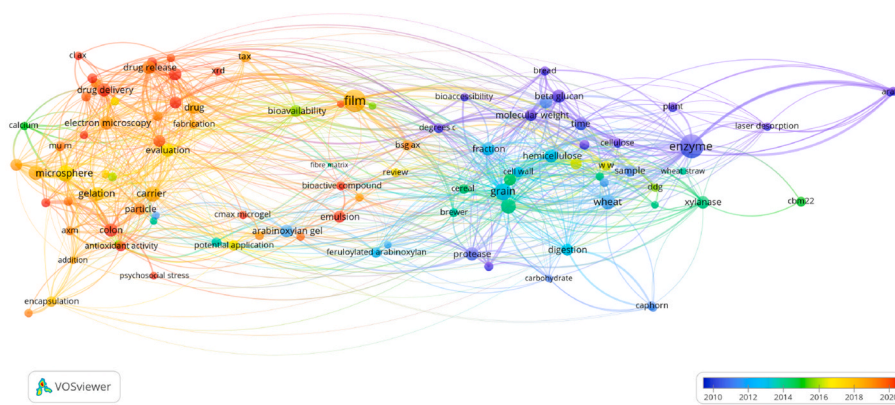 ci ax
drug release
xrd
tax
bread
drug delivery
film
bioaccessibility
beta glucan
plant
drug
bioavailability
molecular weight
calcium
electron microscopy
fabrication
degrees c
time
laser desorption
mu m
bsg ax
cellulose
enzyme
evaluation
fraction
hemicellulose
fibre matrix
w w
microsphere
review
cell wall
sample
wheat straw
gelation
carrier
bioactive compound
cereal
grain
ddg
particle
cmax microgel
emulsion
brewer
wheat
xylanase
cbm22
axm
colon
arabinoxylan gel
antioxidant activity
potential application
feruloylated arabinoxylan
protease
digestion
addition
psychosocial stress
carbohydrate
encapsulation
caphorn
VOSviewer
2010 2012 2014 2016 2018